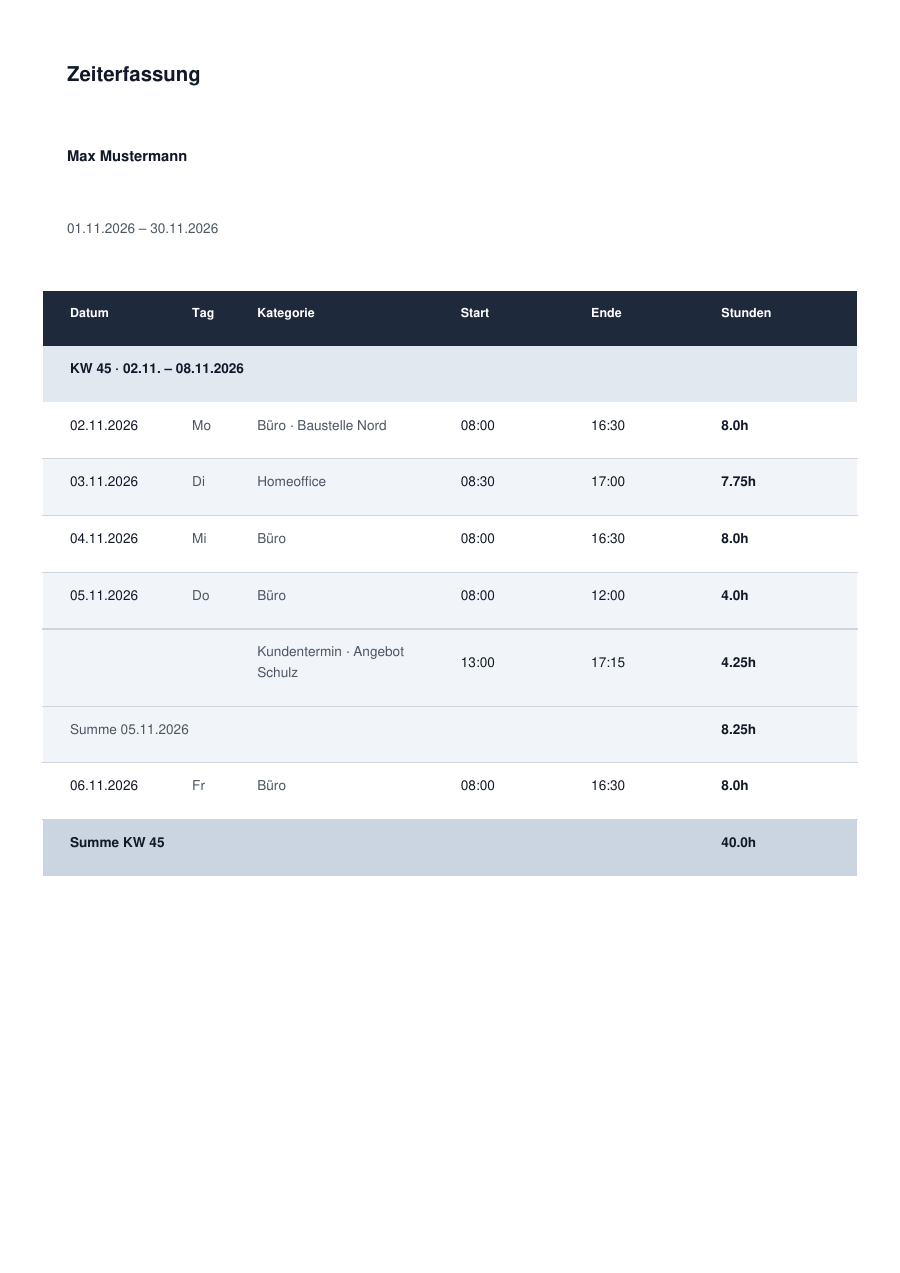 Zeiterfassung
Max Mustermann
01.11.2026 – 30.11.2026
Datum Tag Kategorie Start Ende Stunden
KW 45 · 02.11. – 08.11.2026
02.11.2026 Mo Büro · Baustelle Nord 08:00 16:30 8.0h
03.11.2026 Di Homeoffice 08:30 17:00 7.75h
04.11.2026 Mi Büro 08:00 16:30 8.0h
05.11.2026 Do Büro 08:00 12:00 4.0h
Kundentermin · Angebot
Schulz 13:00 17:15 4.25h
Summe 05.11.2026 8.25h
06.11.2026 Fr Büro 08:00 16:30 8.0h
Summe KW 45 40.0h